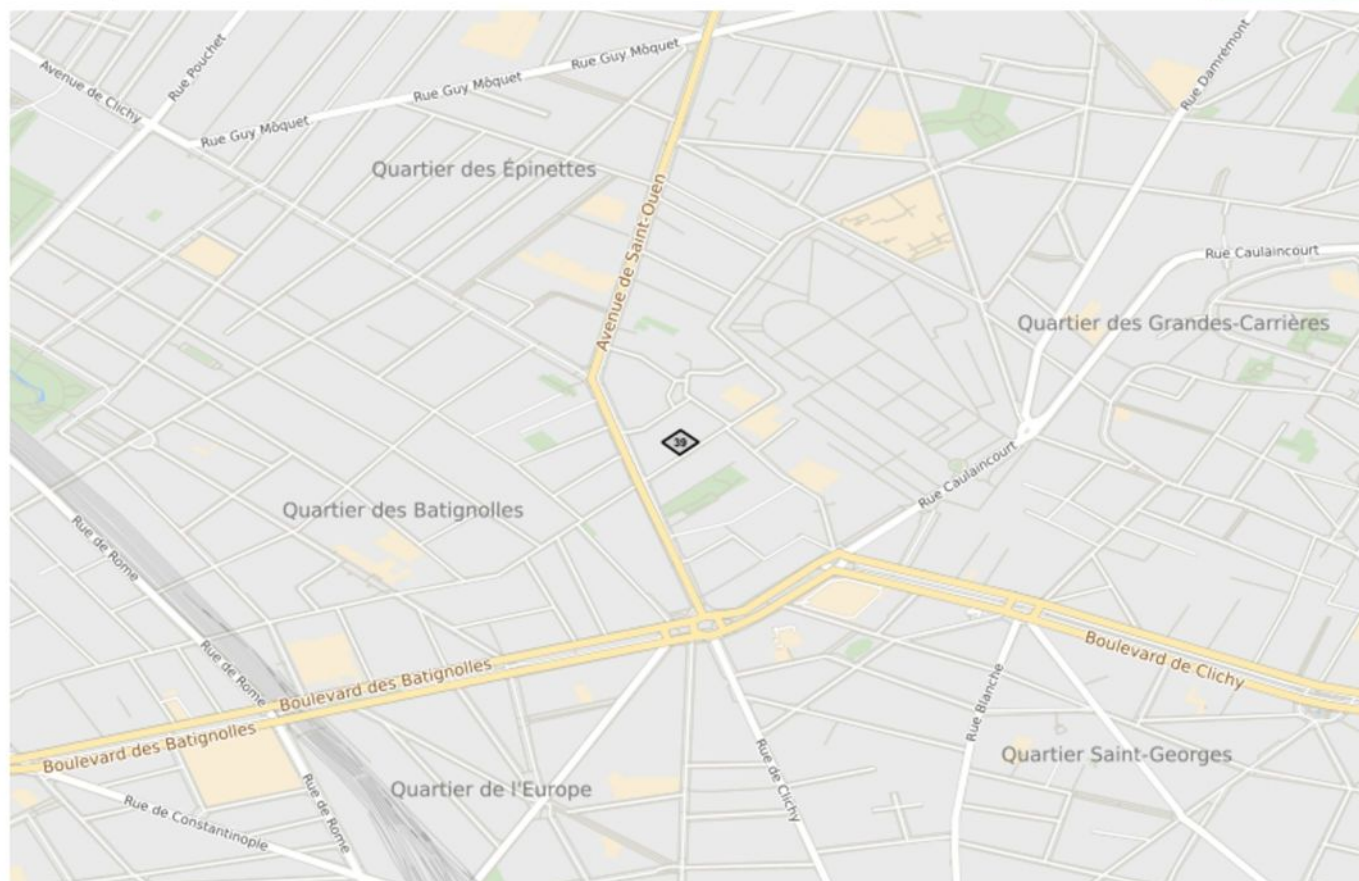 Rue Guy Môquet
Rue Pouchet
Rue Damrémont
Avenue de Clichy
Rue Guy Môquet
Rue Guy Môquet
Quartier des Épinettes
Avenue de Saint-Ouen
Rue Caulaincourt
Quartier des Grandes-Carrières
39
Rue Caulaincourt
Quartier des Batignolles
Rue de Rome
Rue de Rome
Boulevard des Batignolles
Boulevard de Clichy
Rue Blanche
Boulevard des Batignolles
Quartier Saint-Georges
Rue de Clichy
Quartier de l'Europe
Rue de Constantinople
Rue de Rome